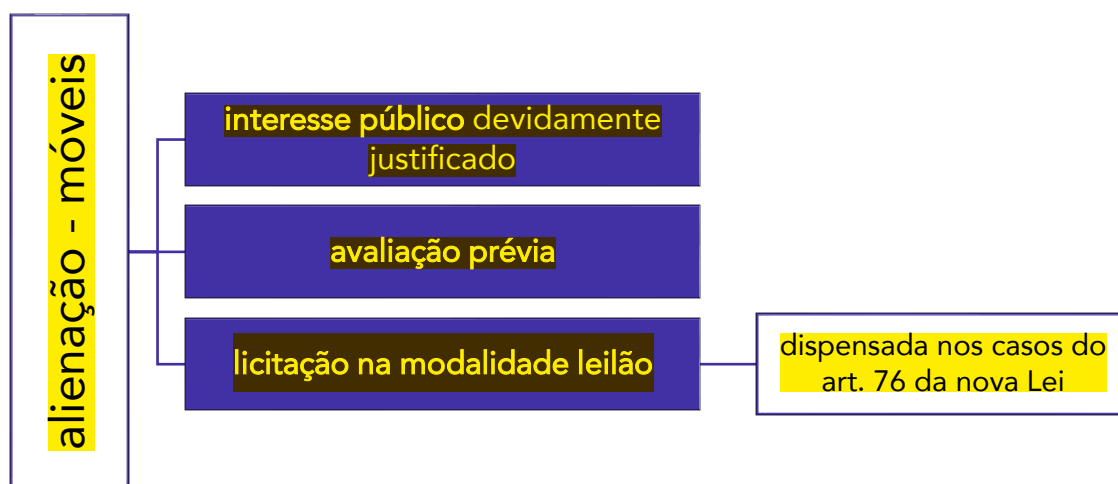 alienação - móveis
interesse público devidamente
justificado
avaliação prévia
licitação na modalidade leilão
dispensada nos casos do
art. 76 da nova Lei